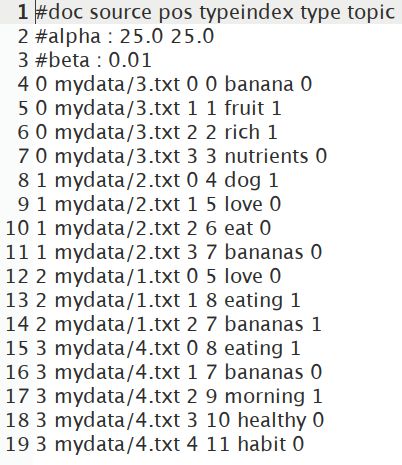 1 #doc source pos typeindex type topic
2 #alpha : 25.0 25.0
3 #beta : 0.01
4 0 mydata/3.txt 0 0 banana 0
5 0 mydata/3.txt 1 1 fruit 1
6 0 mydata/3.txt 2 2 rich 1
7 0 mydata/3.txt 3 3 nutrients 0
8 1 mydata/2.txt 0 4 dog 1
9 1 mydata/2.txt 1 5 love 0
10 1 mydata/2.txt 2 6 eat 0
11 1 mydata/2.txt 3 7 bananas 0
12 2 mydata/1.txt 0 5 love 0
13 2 mydata/1.txt 1 8 eating 1
14 2 mydata/1.txt 2 7 bananas 1
15 3 mydata/4.txt 0 8 eating 1
16 3 mydata/4.txt 1 7 bananas 0
17 3 mydata/4.txt 2 9 morning 1
18 3 mydata/4.txt 3 10 healthy 0
19 3 mydata/4.txt 4 11 habit 0